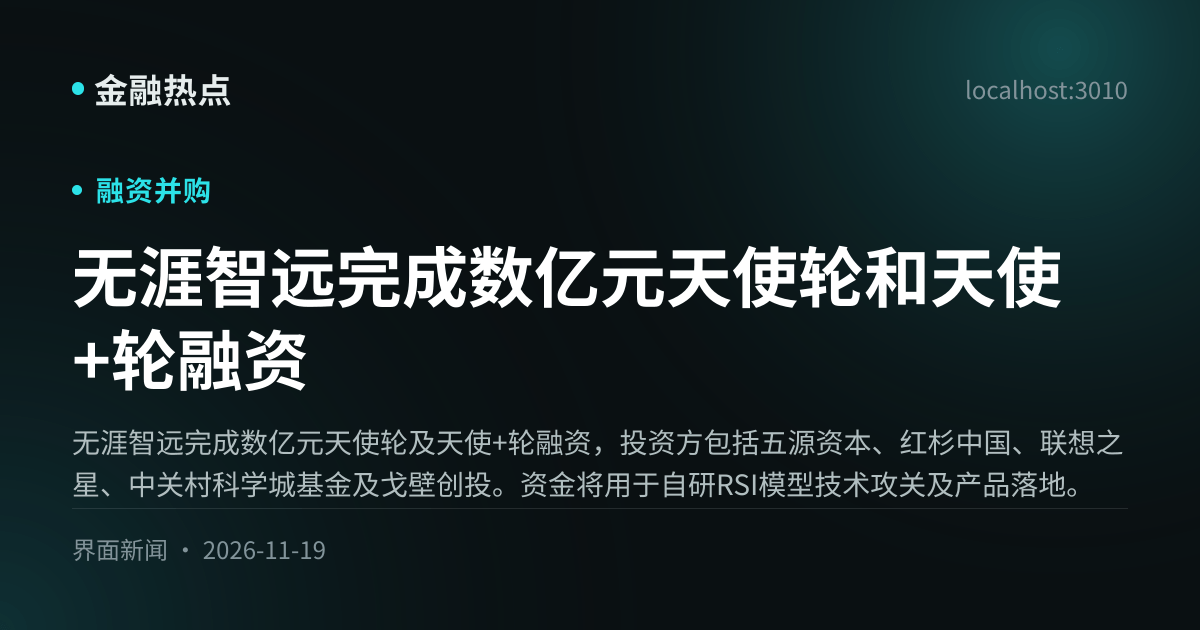 金融热点
localhost:3010
融资并购
无涯智远完成数亿元天使轮和天使
+轮融资
无涯智远完成数亿元天使轮及天使+轮融资，投资方包括五源资本、红杉中国、联想之
星、中关村科学城基金及戈壁创投。资金将用于自研RSI模型技术攻关及产品落地。
界面新闻 • 2026-11-19